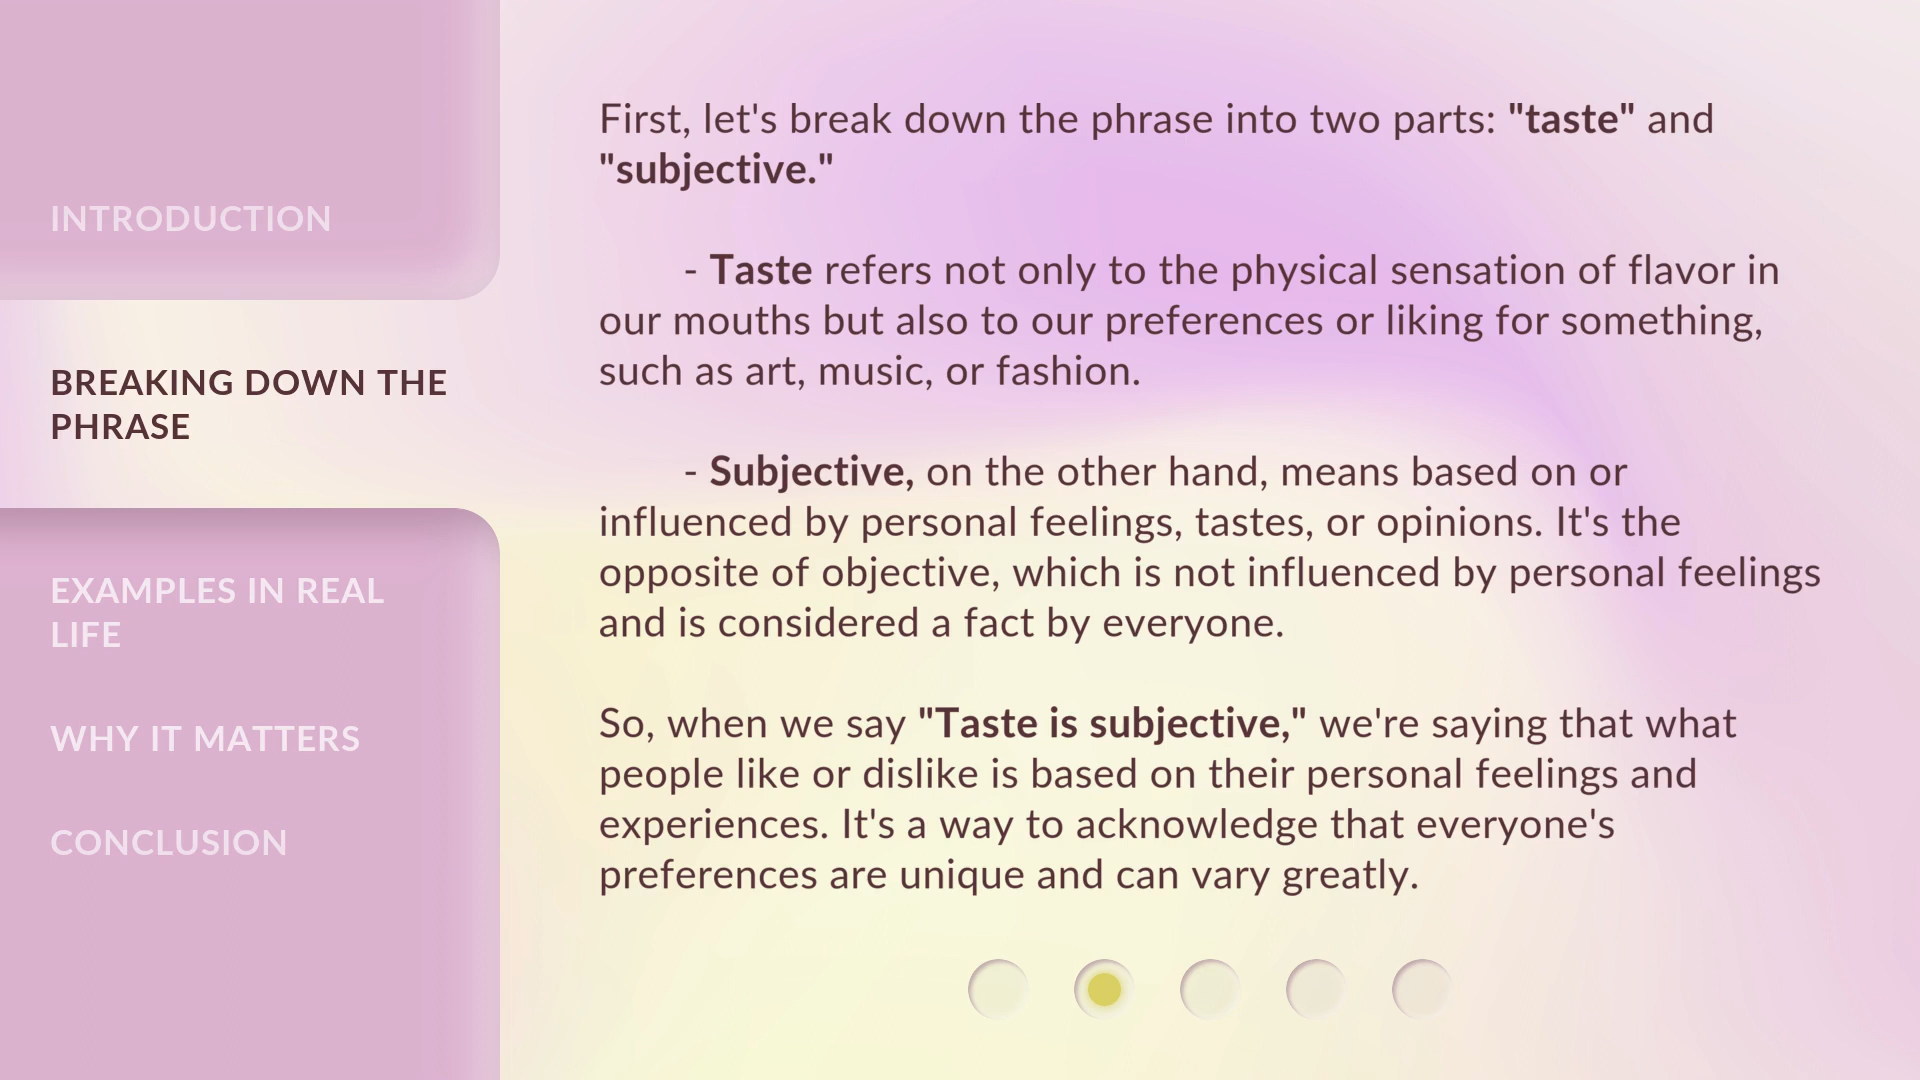 INTRODUCTION
BREAKING DOWN THE
PHRASE
EXAMPLES IN REAL
LIFE
WHY IT MATTERS
CONCLUSION
First, let's break down the phrase into two parts: "taste" and
"subjective."
- Taste refers not only to the physical sensation of flavor in
our mouths but also to our preferences or liking for something,
such as art, music, or fashion.
- Subjective, on the other hand, means based on or
influenced by personal feelings, tastes, or opinions. It's the
opposite of objective, which is not influenced by personal feelings
and is considered a fact by everyone.
So, when we say "Taste is subjective," we're saying that what
people like or dislike is based on their personal feelings and
experiences. It's a way to acknowledge that everyone's
preferences are unique and can vary greatly.